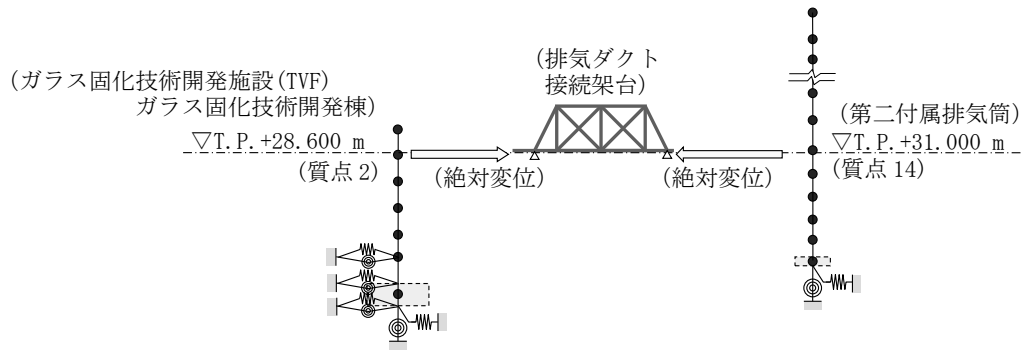 (ガラス固化技術開発施設(TVF)
ガラス固化技術開発棟)
▽T.P.+28.600 m
(質点 2)
(絶対変位)
(排気ダクト
接続架台)
(絶対変位)
(第二付属排気筒)
▽T.P.+31.000 m
(質点 14)